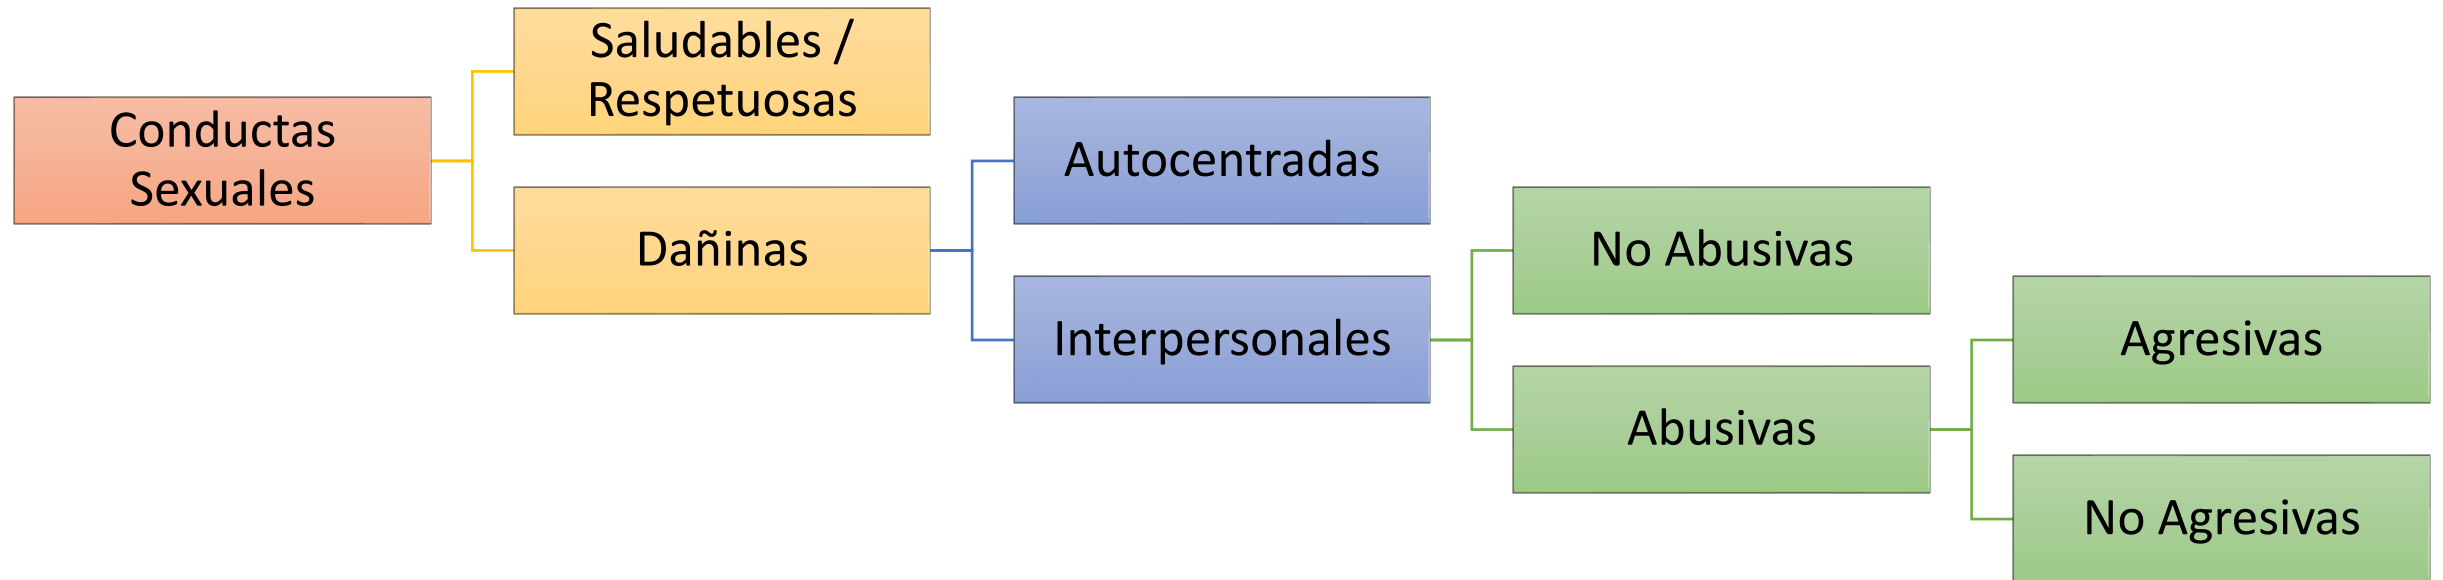 Conductas
Sexuales
Saludables /
Respetuosas
Dañinas
Autocentradas
Interpersonales
No Abusivas
Abusivas
Agresivas
No Agresivas